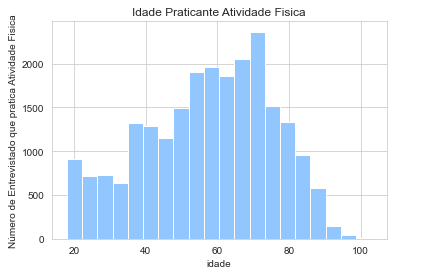 Idade Praticante Atividade Fisica
Número de Entrevistado que pratica Atividade Fisica
2000
1500
1000
500
0
20 40 60 80 100
idade